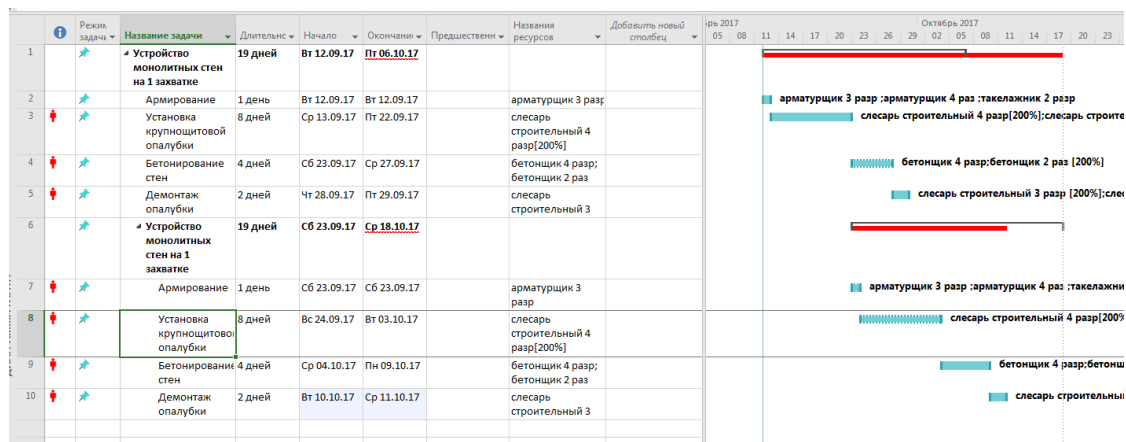 Режим задачи Название задачи Длительнс Начало Окончани Предшественн Названия ресурсов Добавить новый столбец
рь 2017 Октябрь 2017
05 08 11 14 17 20 23 26 29 02 05 08 11 14 17 20 23
1 Устройство монолитных стен на 1 захватке 19 дней Вт 12.09.17 Пт 06.10.17
2 Армирование 1 день Вт 12.09.17 Вт 12.09.17 арматурщик 3 разр
арматурщик 3 разр ;арматурщик 4 раз ;такелажник 2 разр
3 Установка крупнощитовой опалубки 8 дней Ср 13.09.17 Пт 22.09.17 слесарь строительный 4 разр[200%]
слесарь строительный 4 разр[200%];слесарь строите
4 Бетонирование стен 4 дней Сб 23.09.17 Ср 27.09.17 бетонщик 4 разр; бетонщик 2 раз
бетонщик 4 разр;бетонщик 2 раз [200%]
5 Демонтаж опалубки 2 дней Чт 28.09.17 Пт 29.09.17 слесарь строительный 3
слесарь строительный 3 разр [200%];слес
6 Устройство монолитных стен на 1 захватке 19 дней Сб 23.09.17 Ср 18.10.17
7 Армирование 1 день Сб 23.09.17 Сб 23.09.17 арматурщик 3 разр
арматурщик 3 разр ;арматурщик 4 раз ;такелажни
8 Установка крупнощитовой опалубки 8 дней Вс 24.09.17 Вт 03.10.17 слесарь строительный 4 разр[200%]
слесарь строительный 4 разр[200%
9 Бетонирование стен 4 дней Ср 04.10.17 Пн 09.10.17 бетонщик 4 разр; бетонщик 2 раз
бетонщик 4 разр;бетонщ
10 Демонтаж опалубки 2 дней Вт 10.10.17 Ср 11.10.17 слесарь строительный 3
слесарь строительны